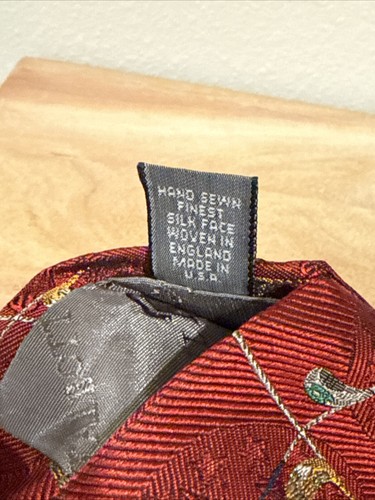 HAND SEWN
FINEST
SILK FACE
WOVEN IN
ENGLAND
MADE IN
U.S.A.